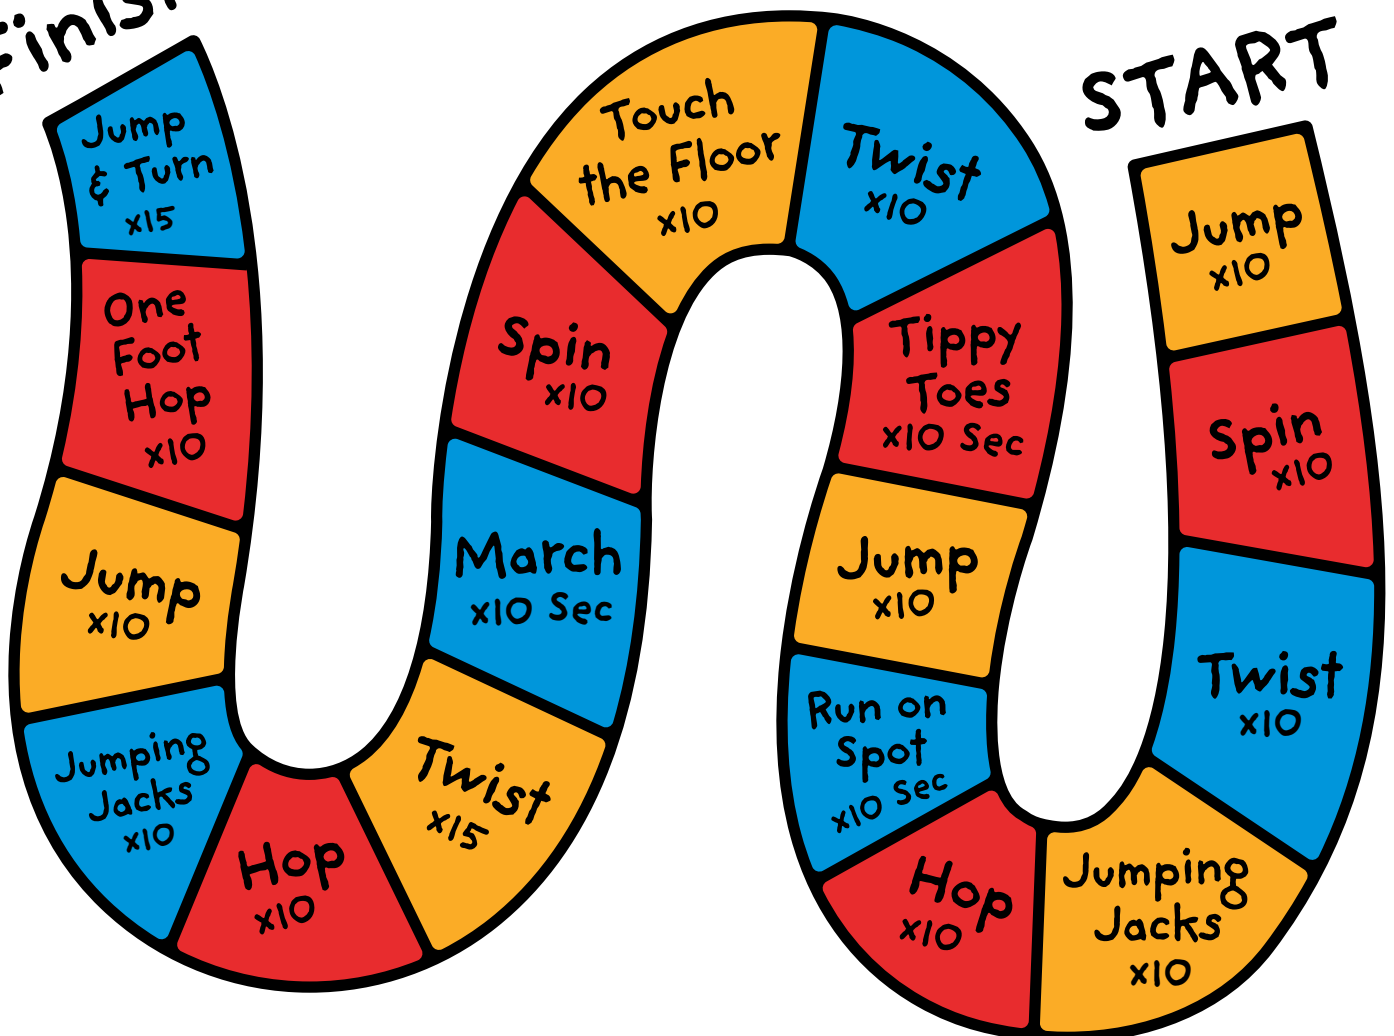 Finis
START
Jump
x10
Spin
x10
Twist
x10
Jumping
Jacks
x10
Hop
x10
Run on
Spot
x10 Sec
Jump
x10
Tippy
Toes
x10 Sec
Twist
x10
Touch
the Floor
x10
Spin
x10
March
x10 Sec
Twist
x15
Hop
x10
Jumping
Jacks
x10
Jump
x10
One
Foot
Hop
x10
Jump
& Turn
x15